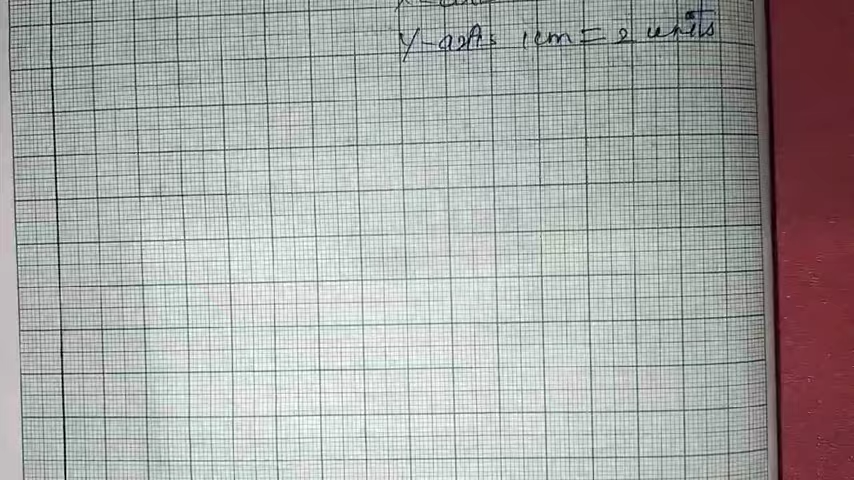 Y-axis 1cm = 2 units